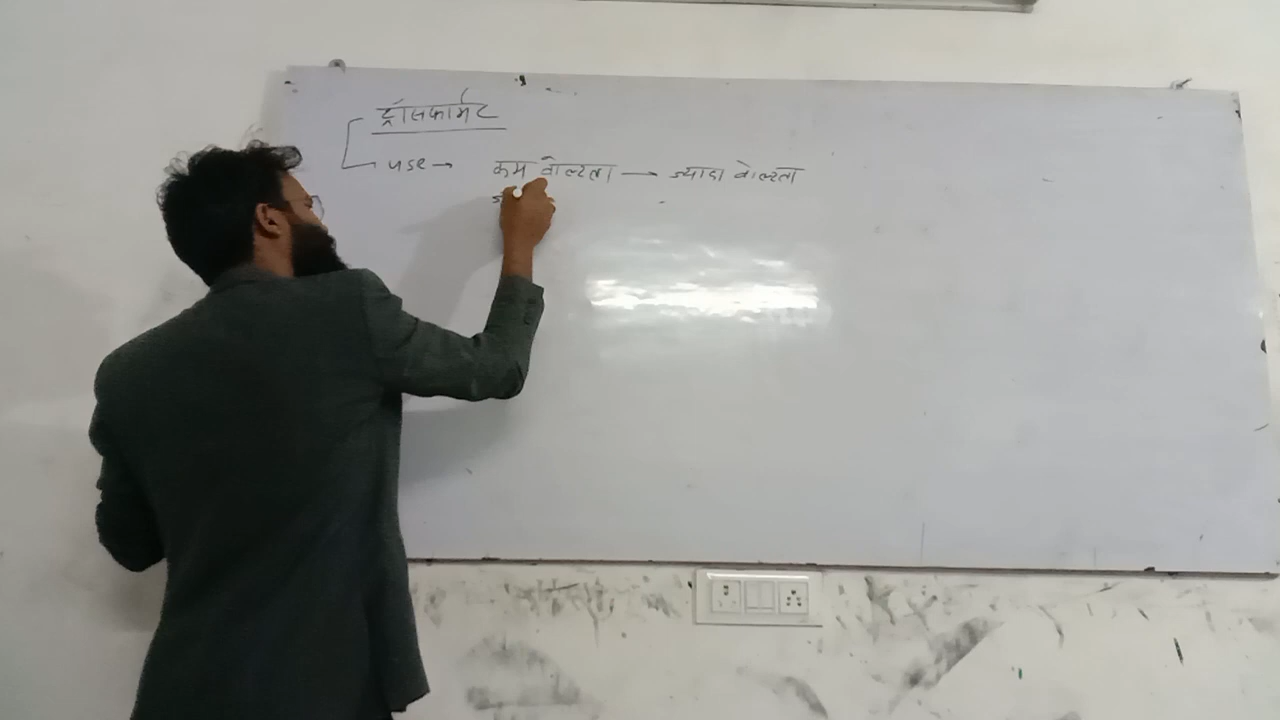 ट्रांसफार्मर
use → कम वोल्टता → ज्यादा वोल्टता